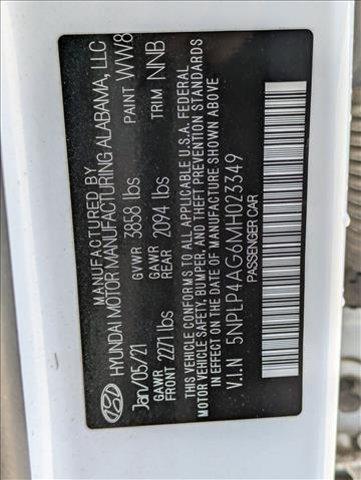 MANUFACTURED BY
HYUNDAI MOTOR MANUFACTURING ALABAMA, LLC
Jan/05/21 GVWR 3858 lbs PAINT WW8
GAWR FRONT 2271 lbs GAWR REAR 2094 lbs TRIM NNB
THIS VEHICLE CONFORMS TO ALL APPLICABLE U.S.A. FEDERAL
MOTOR VEHICLE SAFETY, BUMPER, AND THEFT PREVENTION STANDARDS
IN EFFECT ON THE DATE OF MANUFACTURE SHOWN ABOVE.
V.I.N 5NPLP4AG6MH023349
PASSENGER CAR